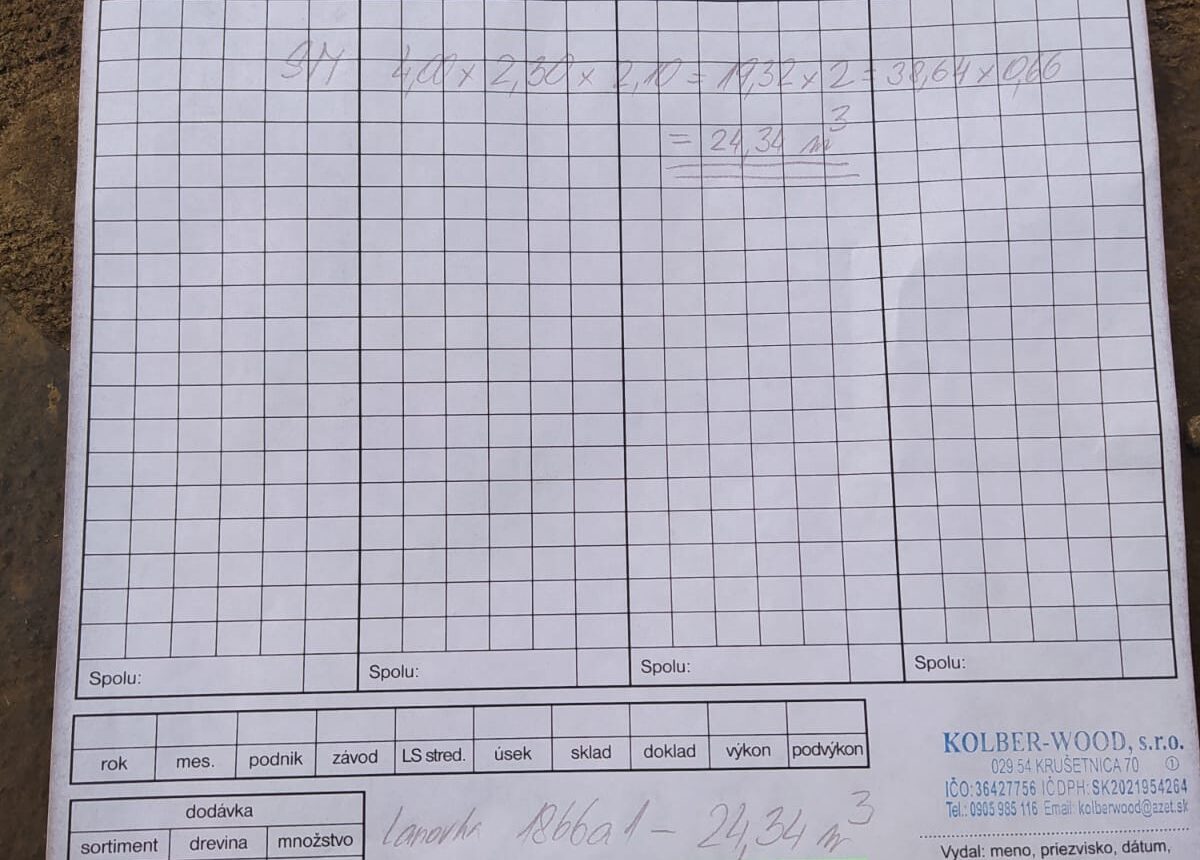 SM 4,00 x 2,30 x 2,10 = 19,32 x 2 = 38,64 x 0,66
= 24,34 m³
Spolu: Spolu: Spolu: Spolu:
rok mes. podnik závod LS stred. úsek sklad doklad výkon podvýkon
KOLBER-WOOD, s.r.o.
029 54 KRUŠETNICA 70 ①
IČO:36427756 IČDPH:SK2021954264
Tel.: 0905 985 116 Email: kolberwood@azet.sk
dodávka
sortiment drevina množstvo
Lanovka 1866a1 – 24,34 m³
Vydal: meno, priezvisko, dátum,